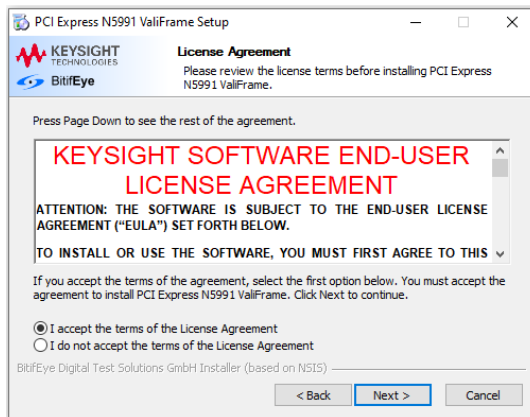 PCI Express N5991 ValiFrame Setup
KEYSIGHT
TECHNOLOGIES
BitifEye
License Agreement
Please review the license terms before installing PCI Express
N5991 ValiFrame.
Press Page Down to see the rest of the agreement.
KEYSIGHT SOFTWARE END-USER
LICENSE AGREEMENT
ATTENTION: THE SOFTWARE IS SUBJECT TO THE END-USER LICENSE
AGREEMENT (“EULA”) SET FORTH BELOW.
TO INSTALL OR USE THE SOFTWARE, YOU MUST FIRST AGREE TO THIS
If you accept the terms of the agreement, select the first option below. You must accept the
agreement to install PCI Express N5991 ValiFrame. Click Next to continue.
I accept the terms of the License Agreement
I do not accept the terms of the License Agreement
BitifEye Digital Test Solutions GmbH Installer (based on NSIS)
< Back
Next >
Cancel